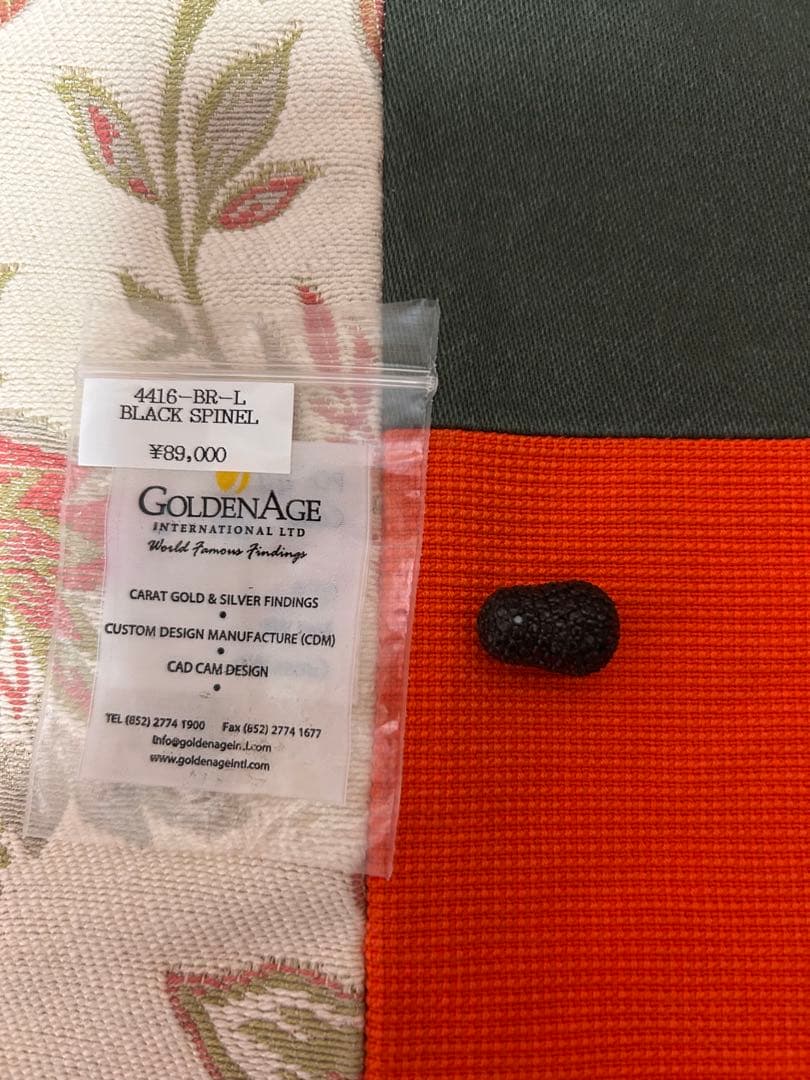 4416-BR-L
BLACK SPINEL
¥89,000
GOLDENAGE
INTERNATIONAL LTD
World Famous Findings
CARAT GOLD & SILVER FINDINGS
•
CUSTOM DESIGN MANUFACTURE (CDM)
•
CAD CAM DESIGN
•
TEL (852) 2774 1900 Fax (852) 2774 1677
www.goldenageintl.com